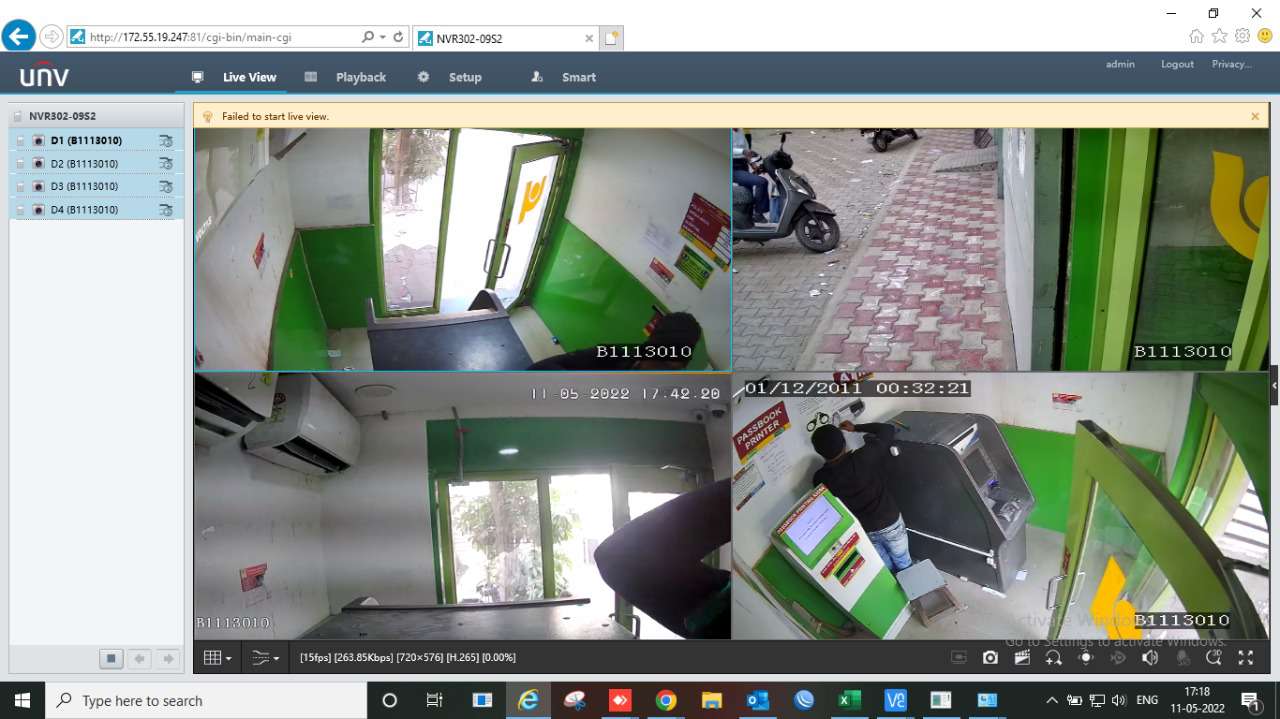 http://172.55.19.247:81/cgi-bin/main-cgi
NVR302-09S2
unv
Live View
Playback
Setup
Smart
admin
Logout
Privacy...
NVR302-09S2
Failed to start live view.
D1 (B1113010)
D2 (B1113010)
D3 (B1113010)
D4 (B1113010)
B1113010
B1113010
11-05-2022 17:42:20
B1113010
01/12/2011 00:32:21
PASSBOOK
PRINTER
B1113010
Activate Windows
Go to Settings to activate Windows.
[15fps] [263.85Kbps] [720×576] [H.265] [0.00%]
Type here to search
ENG
17:18
11-05-2022